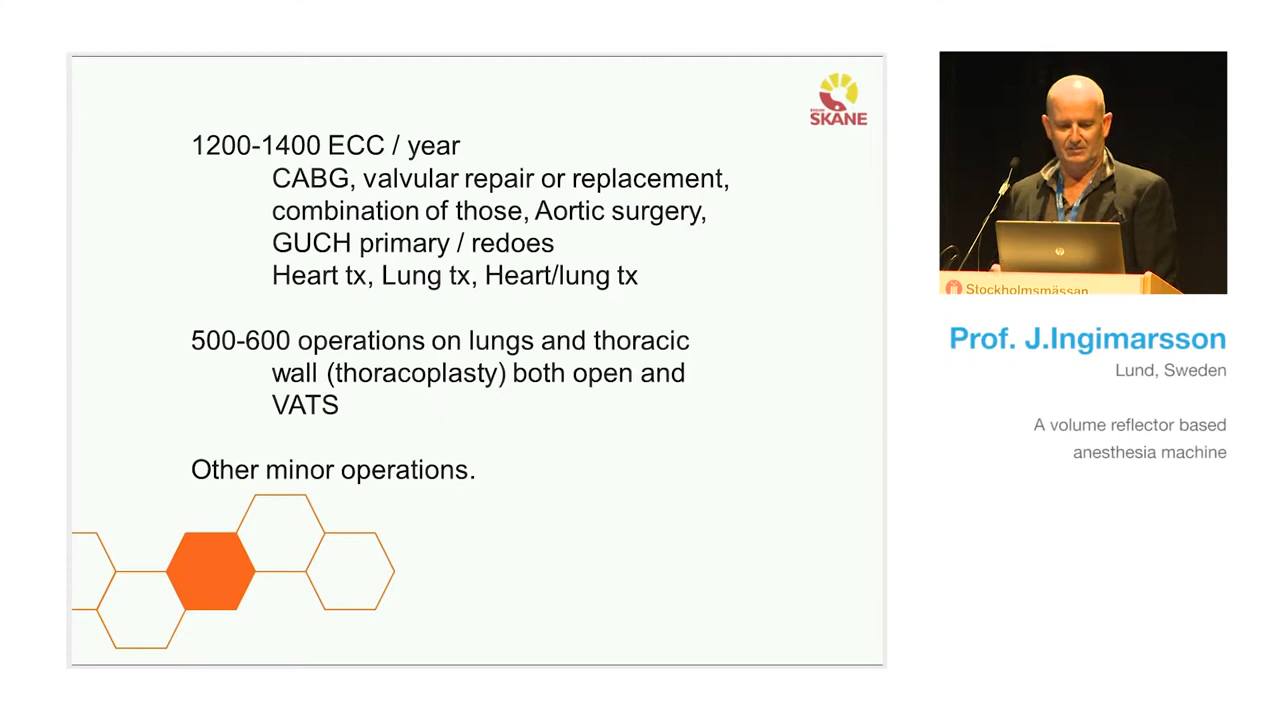 REGION
SKÅNE
1200-1400 ECC / year
CABG, valvular repair or replacement,
combination of those, Aortic surgery,
GUCH primary / redoes
Heart tx, Lung tx, Heart/lung tx
500-600 operations on lungs and thoracic
wall (thoracoplasty) both open and
VATS
Other minor operations.
Stockholmsmässan
Prof. J.Ingimarsson
Lund, Sweden
A volume reflector based
anesthesia machine